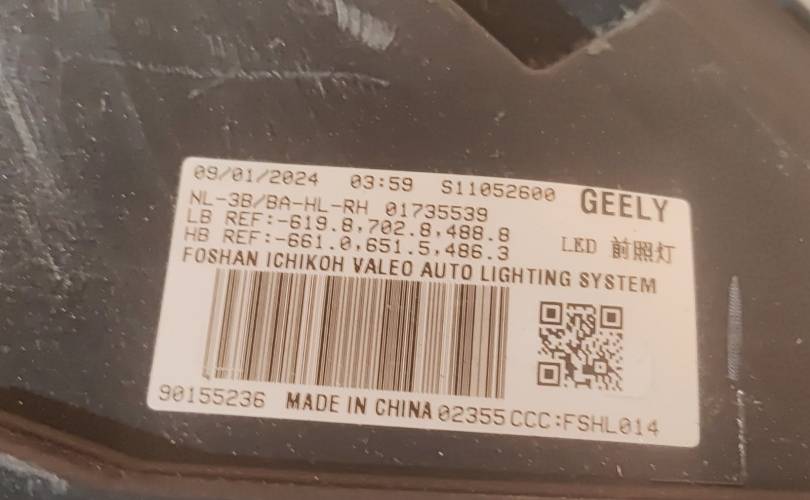 09/01/2024 03:59 S11052600 GEELY
NL-3B/BA-HL-RH 01735539
LB REF:-619.8,702.8,488.8
HB REF:-661.0,651.5,486.3 LED 前照灯
FOSHAN ICHIKOH VALEO AUTO LIGHTING SYSTEM
90155236 MADE IN CHINA 02355 CCC:FSHL014